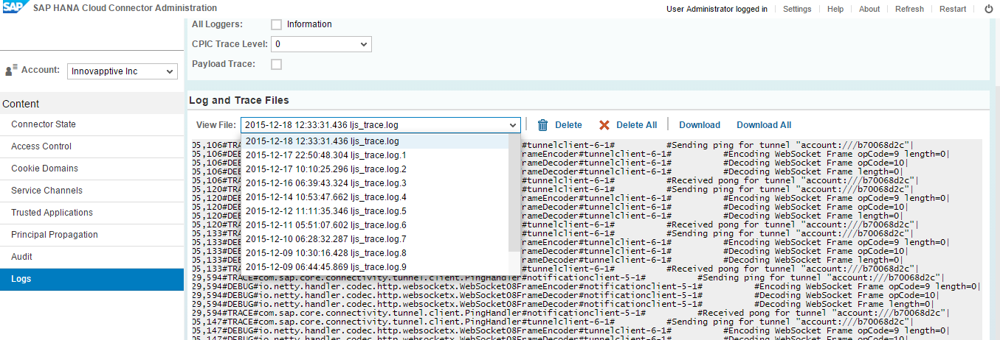 SAP SAP HANA Cloud Connector Administration
User Administrator logged in | Settings | Help | About | Refresh | Restart
All Loggers: Information
CPIC Trace Level: 0
Payload Trace:
Account: Innovapptive Inc
Content
Connector State
Access Control
Cookie Domains
Service Channels
Trusted Applications
Principal Propagation
Audit
Logs
Log and Trace Files
View File: 2015-12-18 12:33:31.436 ljs_trace.log
Delete Delete All Download Download All
2015-12-18 12:33:31.436 ljs_trace.log
2015-12-17 22:50:48.304 ljs_trace.log.1
2015-12-17 10:10:25.296 ljs_trace.log.2
2015-12-16 06:39:43.324 ljs_trace.log.3
2015-12-14 10:53:47.662 ljs_trace.log.4
2015-12-12 11:11:35.346 ljs_trace.log.5
2015-12-11 05:51:07.602 ljs_trace.log.6
2015-12-10 06:28:32.287 ljs_trace.log.7
2015-12-09 10:30:16.428 ljs_trace.log.8
2015-12-09 06:44:45.869 ljs_trace.log.9
05,106#TRA #tunnelclient-6-1# #Sending ping for tunnel "account:///b70068d2c"|
05,106#DEB rameEncoder#tunnelclient-6-1# #Encoding WebSocket Frame opCode=9 length=0|
05,106#DEB rameDecoder#tunnelclient-6-1# #Decoding WebSocket Frame opCode=10|
05,106#DEB rameDecoder#tunnelclient-6-1# #Decoding WebSocket Frame length=0|
05,106#TRA #tunnelclient-6-1# #Received pong for tunnel "account:///b70068d2c"|
05,120#TRA #tunnelclient-6-1# #Sending ping for tunnel "account:///b70068d2c"|
05,120#DEB rameEncoder#tunnelclient-6-1# #Encoding WebSocket Frame opCode=9 length=0|
05,120#DEB rameDecoder#tunnelclient-6-1# #Decoding WebSocket Frame opCode=10|
05,120#DEB rameDecoder#tunnelclient-6-1# #Decoding WebSocket Frame length=0|
05,120#TRA #tunnelclient-6-1# #Received pong for tunnel "account:///b70068d2c"|
05,133#TRA #tunnelclient-6-1# #Sending ping for tunnel "account:///b70068d2c"|
05,133#DEB rameEncoder#tunnelclient-6-1# #Encoding WebSocket Frame opCode=9 length=0|
05,133#DEB rameDecoder#tunnelclient-6-1# #Decoding WebSocket Frame opCode=10|
05,133#DEB rameDecoder#tunnelclient-6-1# #Decoding WebSocket Frame length=0|
05,133#TRA #tunnelclient-6-1# #Received pong for tunnel "account:///b70068d2c"|
29,594#TRACE#com.sap.core.connectivity.tunnel.client.PingHandler#notificationclient-5-1# #Sending ping for tunnel "account:///b70068d2c"|
29,594#DEBUG#io.netty.handler.codec.http.websocketx.WebSocket08FrameEncoder#notificationclient-5-1# #Encoding WebSocket Frame opCode=9 length=0|
29,594#DEBUG#io.netty.handler.codec.http.websocketx.WebSocket08FrameDecoder#notificationclient-5-1# #Decoding WebSocket Frame opCode=10|
29,594#DEBUG#io.netty.handler.codec.http.websocketx.WebSocket08FrameDecoder#notificationclient-5-1# #Decoding WebSocket Frame length=0|
29,594#TRACE#com.sap.core.connectivity.tunnel.client.PingHandler#notificationclient-5-1# #Received pong for tunnel "account:///b70068d2c"|
05,147#TRACE#com.sap.core.connectivity.tunnel.client.PingHandler#tunnelclient-6-1# #Sending ping for tunnel "account:///b70068d2c"|
05,147#DEBUG#io.netty.handler.codec.http.websocketx.WebSocket08FrameEncoder#tunnelclient-6-1# #Encoding WebSocket Frame opCode=9 length=0|
05,147#DEBUG#io.netty.handler.codec.http.websocketx.WebSocket08FrameDecoder#tunnelclient-6-1# #Decoding WebSocket Frame opCode=10|